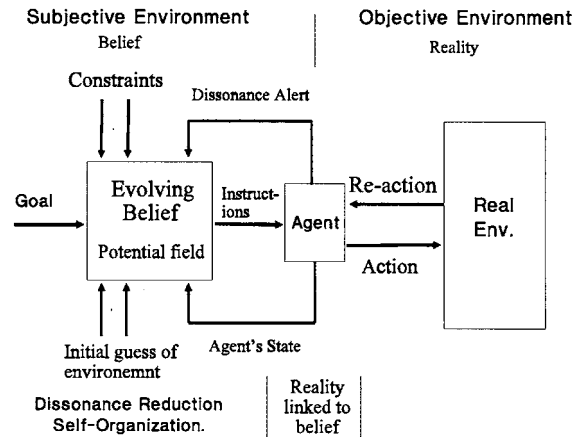 Subjective Environment
Belief
Objective Environment
Reality
Constraints
Dissonance Alert
Goal
Evolving
Belief
Potential field
Instruct-
ions
Agent
Re-action
Action
Real
Env.
Initial guess of
environemnt
Agent's State
Dissonance Reduction
Self-Organization.
Reality
linked to
belief